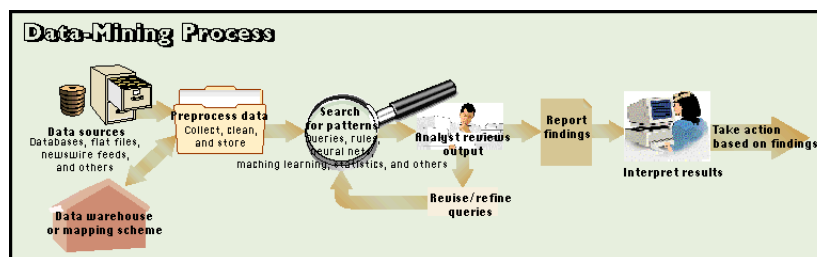 Data-Mining Process
Data sources
Databases, flat files,
newswire feeds,
and others
Preprocess data
Collect, clean,
and store
Data warehouse
or mapping scheme
Search
for patterns
Queries, rules,
neural nets,
maching learning, statistics, and others
Analyst reviews
output
Revise/refine
queries
Report
findings
Interpret results
Take action
based on findings